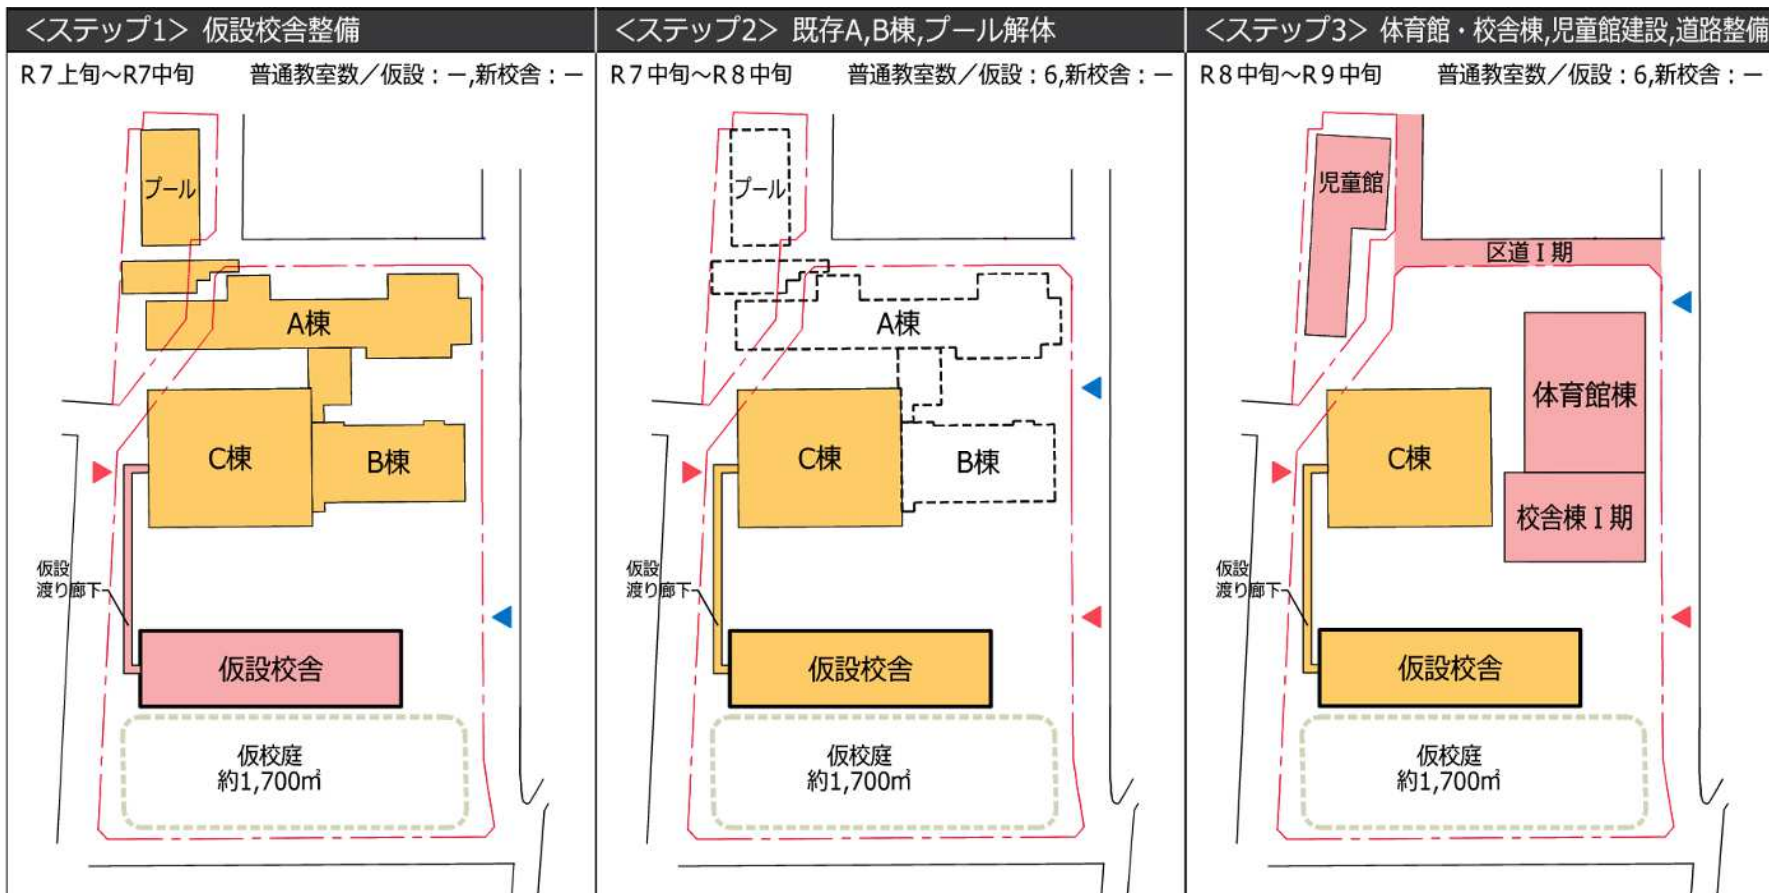 ＜ステップ1＞ 仮設校舎整備
R7上旬～R7中旬 普通教室数／仮設：－,新校舎：－
プール
A棟
C棟
B棟
仮設
渡り廊下
仮設校舎
仮校庭
約1,700㎡
＜ステップ2＞ 既存A,B棟,プール解体
R7中旬～R8中旬 普通教室数／仮設：6,新校舎：－
プール
A棟
C棟
B棟
仮設
渡り廊下
仮設校舎
仮校庭
約1,700㎡
＜ステップ3＞ 体育館・校舎棟,児童館建設,道路整備
R8中旬～R9中旬 普通教室数／仮設：6,新校舎：－
児童館
区道Ⅰ期
体育館棟
C棟
校舎棟Ⅰ期
仮設
渡り廊下
仮設校舎
仮校庭
約1,700㎡